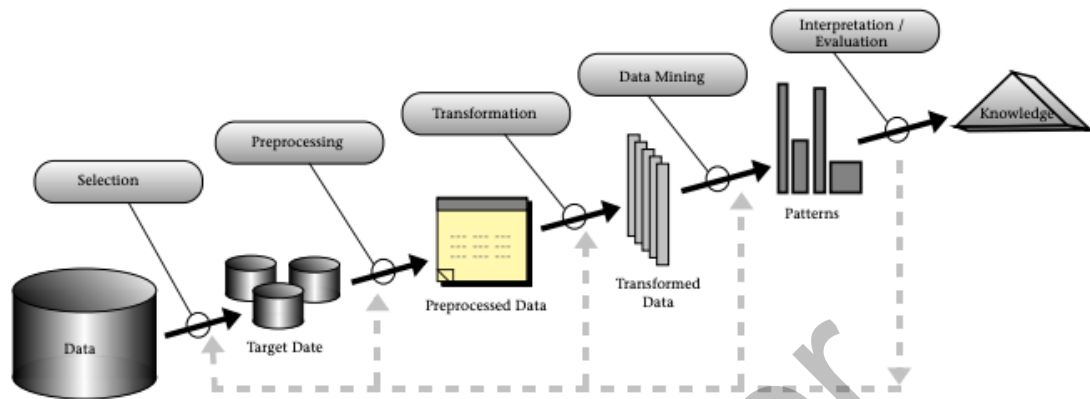 Interpretation /
Evaluation
Data Mining
Knowledge
Transformation
Preprocessing
Patterns
Selection
Transformed
Data
Preprocessed Data
Target Date
Data